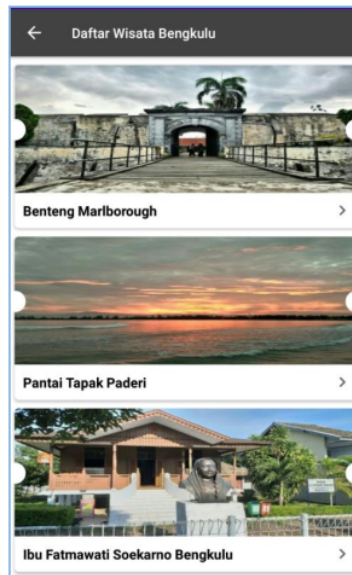 Daftar Wisata Bengkulu
Benteng Marlborough
Pantai Tapak Paderi
Ibu Fatmawati Soekarno Bengkulu